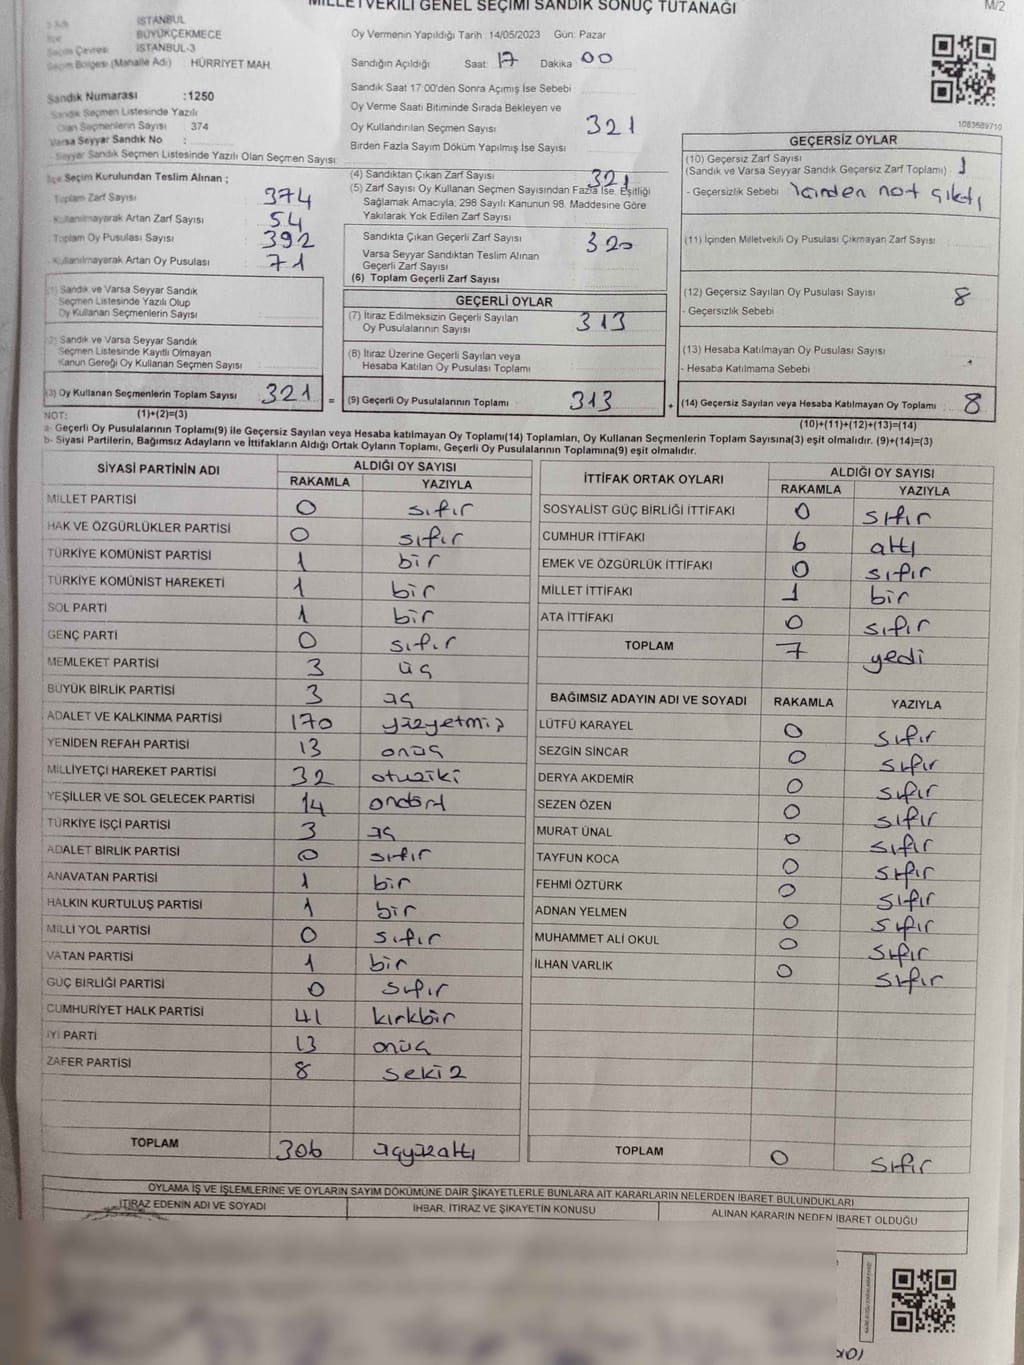 MİLLETVEKİLİ GENEL SEÇİMİ SANDIK SONUÇ TUTANAĞI
M/2
İSTANBUL
BÜYÜKÇEKMECE
Seçim Çevresi İSTANBUL-3
Seçim Bölgesi (Mahalle Adı) : HÜRRİYET MAH.
Sandık Numarası : 1250
Sandık Seçmen Listesinde Yazılı
Olan Seçmenlerin Sayısı : 374
Varsa Seyyar Sandık No :
Seyyar Sandık Seçmen Listesinde Yazılı Olan Seçmen Sayısı :
İlçe Seçim Kurulundan Teslim Alınan ;
Toplam Zarf Sayısı 374
Kullanılmayarak Artan Zarf Sayısı 54
Toplam Oy Pusulası Sayısı 392
Kullanılmayarak Artan Oy Pusulası 71
(1) Sandık ve Varsa Seyyar Sandık
Seçmen Listesinde Yazılı Olup
Oy Kullanan Seçmenlerin Sayısı
(2) Sandık ve Varsa Seyyar Sandık
Seçmen Listesinde Kayıtlı Olmayan
Kanun Gereği Oy Kullanan Seçmen Sayısı
(3) Oy Kullanan Seçmenlerin Toplam Sayısı 321 =
Oy Vermenin Yapıldığı Tarih : 14/05/2023 Gün: Pazar
Sandığın Açıldığı Saat: 17 Dakika 00
Sandık Saat 17:00'den Sonra Açımış İse Sebebi
Oy Verme Saati Bitiminde Sırada Bekleyen ve
Oy Kullandırılan Seçmen Sayısı 321
Birden Fazla Sayım Döküm Yapılmış İse Sayısı :
(4) Sandıktan Çıkan Zarf Sayısı 321
(5) Zarf Sayısı Oy Kullanan Seçmen Sayısından Fazla İse, Eşitliği
Sağlamak Amacıyla, 298 Sayılı Kanunun 98. Maddesine Göre
Yakılarak Yok Edilen Zarf Sayısı :
Sandıkta Çıkan Geçerli Zarf Sayısı 320
Varsa Seyyar Sandıktan Teslim Alınan
Geçerli Zarf Sayısı
(6) Toplam Geçerli Zarf Sayısı
GEÇERLİ OYLAR
(7) İtiraz Edilmeksizin Geçerli Sayılan
Oy Pusulalarının Sayısı 313
(8) İtiraz Üzerine Geçerli Sayılan veya
Hesaba Katılan Oy Pusulası Toplamı
(9) Geçerli Oy Pusulalarının Toplamı 313 +
1083589710
GEÇERSİZ OYLAR
(10) Geçersiz Zarf Sayısı
(Sandık ve Varsa Seyyar Sandık Geçersiz Zarf Toplamı) : 1
- Geçersizlik Sebebi İçinden not çıktı
(11) İçinden Milletvekili Oy Pusulası Çıkmayan Zarf Sayısı
(12) Geçersiz Sayılan Oy Pusulası Sayısı 8
- Geçersizlik Sebebi
(13) Hesaba Katılmayan Oy Pusulası Sayısı
- Hesaba Katılmama Sebebi
(14) Geçersiz Sayılan veya Hesaba Katılmayan Oy Toplamı 8
NOT: (1)+(2)=(3) (10)+(11)+(12)+(13)=(14)
a- Geçerli Oy Pusulalarının Toplamı(9) ile Geçersiz Sayılan veya Hesaba katılmayan Oy Toplamı(14) Toplamları, Oy Kullanan Seçmenlerin Toplam Sayısına(3) eşit olmalıdır. (9)+(14)=(3)
b- Siyasi Partilerin, Bağımsız Adayların ve İttifakların Aldığı Ortak Oyların Toplamı, Geçerli Oy Pusulalarının Toplamına(9) eşit olmalıdır.
SİYASİ PARTİNİN ADI ALDIĞI OY SAYISI
RAKAMLA YAZIYLA
MİLLET PARTİSİ 0 sıfır
HAK VE ÖZGÜRLÜKLER PARTİSİ 0 sıfır
TÜRKİYE KOMÜNİST PARTİSİ 1 bir
TÜRKİYE KOMÜNİST HAREKETİ 1 bir
SOL PARTİ 1 bir
GENÇ PARTİ 0 sıfır
MEMLEKET PARTİSİ 3 üç
BÜYÜK BİRLİK PARTİSİ 3 üç
ADALET VE KALKINMA PARTİSİ 170 yüzyetmiş
YENİDEN REFAH PARTİSİ 13 onüç
MİLLİYETÇİ HAREKET PARTİSİ 32 otuziki
YEŞİLLER VE SOL GELECEK PARTİSİ 14 ondört
TÜRKİYE İŞÇİ PARTİSİ 3 üç
ADALET BİRLİK PARTİSİ 0 sıfır
ANAVATAN PARTİSİ 1 bir
HALKIN KURTULUŞ PARTİSİ 1 bir
MİLLİ YOL PARTİSİ 0 sıfır
VATAN PARTİSİ 1 bir
GÜÇ BİRLİĞİ PARTİSİ 0 sıfır
CUMHURİYET HALK PARTİSİ 41 kırkbir
İYİ PARTİ 13 onüç
ZAFER PARTİSİ 8 sekiz
TOPLAM 306 üçyüzaltı
İTTİFAK ORTAK OYLARI ALDIĞI OY SAYISI
RAKAMLA YAZIYLA
SOSYALİST GÜÇ BİRLİĞİ İTTİFAKI 0 sıfır
CUMHUR İTTİFAKI 6 altı
EMEK VE ÖZGÜRLÜK İTTİFAKI 0 sıfır
MİLLET İTTİFAKI 1 bir
ATA İTTİFAKI 0 sıfır
TOPLAM 7 yedi
BAĞIMSIZ ADAYIN ADI VE SOYADI RAKAMLA YAZIYLA
LÜTFÜ KARAYEL 0 sıfır
SEZGİN SİNCAR 0 sıfır
DERYA AKDEMİR 0 sıfır
SEZEN ÖZEN 0 sıfır
MURAT ÜNAL 0 sıfır
TAYFUN KOCA 0 sıfır
FEHMİ ÖZTÜRK 0 sıfır
ADNAN YELMEN 0 sıfır
MUHAMMET ALİ OKUL 0 sıfır
İLHAN VARLIK 0 sıfır
TOPLAM 0 sıfır
OYLAMA İŞ VE İŞLEMLERİNE VE OYLARIN SAYIM DÖKÜMÜNE DAİR ŞİKAYETLERLE BUNLARA AİT KARARLARIN NELERDEN İBARET BULUNDUKLARI
İTİRAZ EDENİN ADI VE SOYADI İHBAR, İTİRAZ VE ŞİKAYETİN KONUSU ALINAN KARARIN NEDEN İBARET OLDUĞU